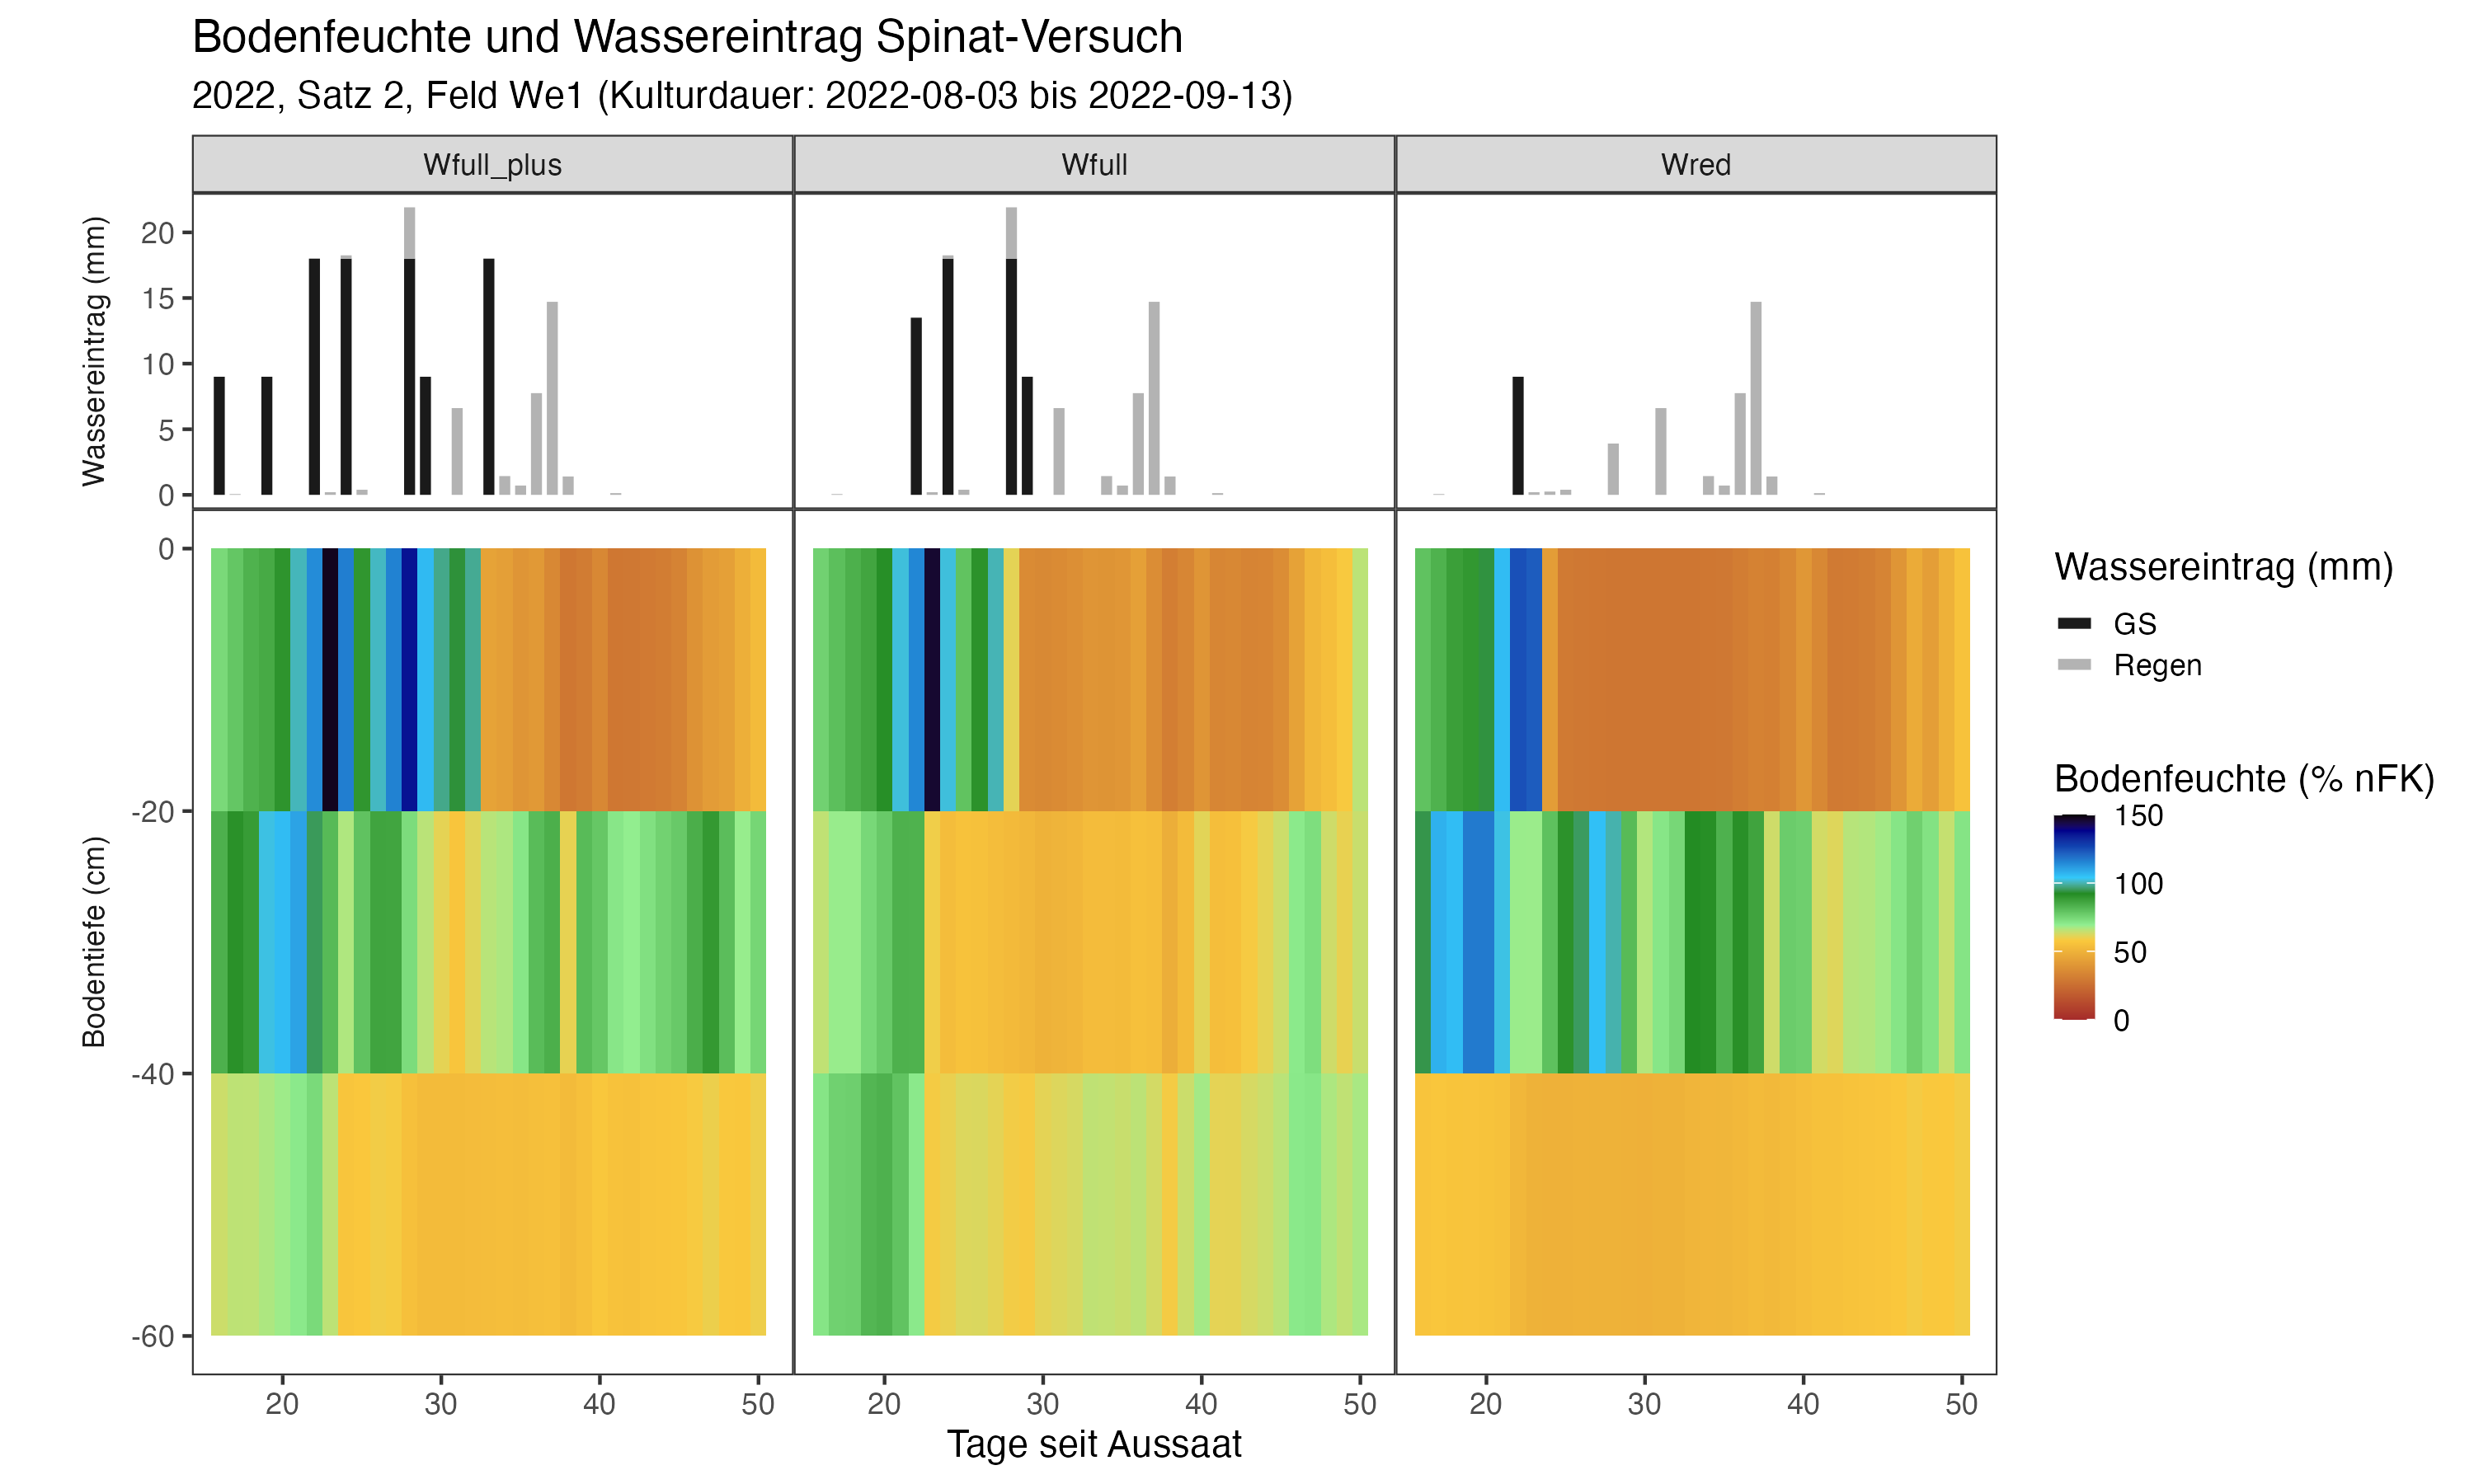 Bodenfeuchte und Wassereintrag Spinat-Versuch
2022, Satz 2, Feld We1 (Kulturdauer: 2022-08-03 bis 2022-09-13)
Wfull_plus
Wfull
Wred
Wassereintrag (mm)
20
15
10
5
0
Bodentiefe (cm)
0
-20
-40
-60
20
30
40
50
20
30
40
50
20
30
40
50
Tage seit Aussaat
Wassereintrag (mm)
GS
Regen
Bodenfeuchte (% nFK)
150
100
50
0